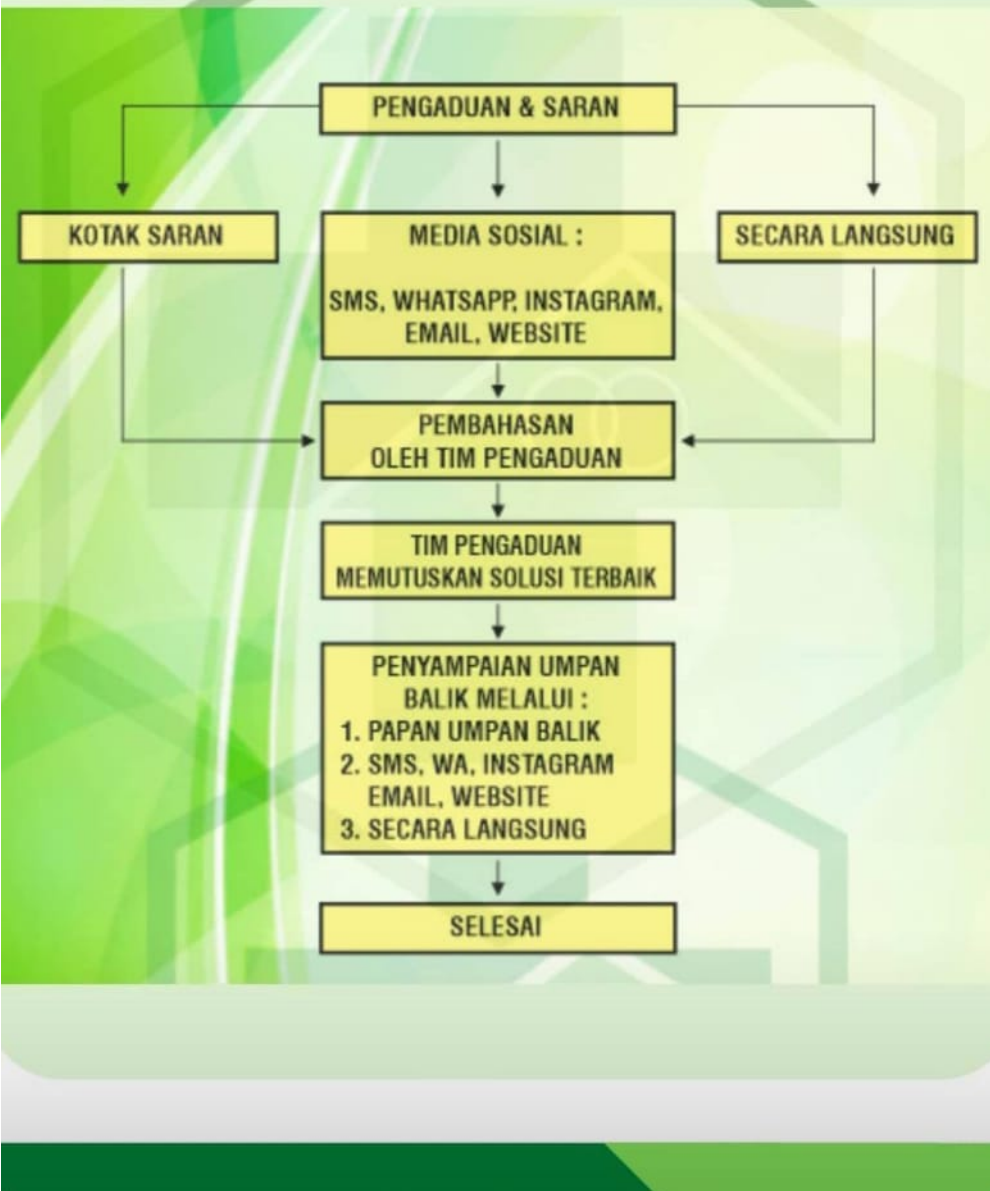 PENGADUAN & SARAN
KOTAK SARAN
MEDIA SOSIAL :
SMS, WHATSAPP, INSTAGRAM,
EMAIL, WEBSITE
SECARA LANGSUNG
PEMBAHASAN
OLEH TIM PENGADUAN
TIM PENGADUAN
MEMUTUSKAN SOLUSI TERBAIK
PENYAMPAIAN UMPAN
BALIK MELALUI :
1. PAPAN UMPAN BALIK
2. SMS, WA, INSTAGRAM
EMAIL, WEBSITE
3. SECARA LANGSUNG
SELESAI